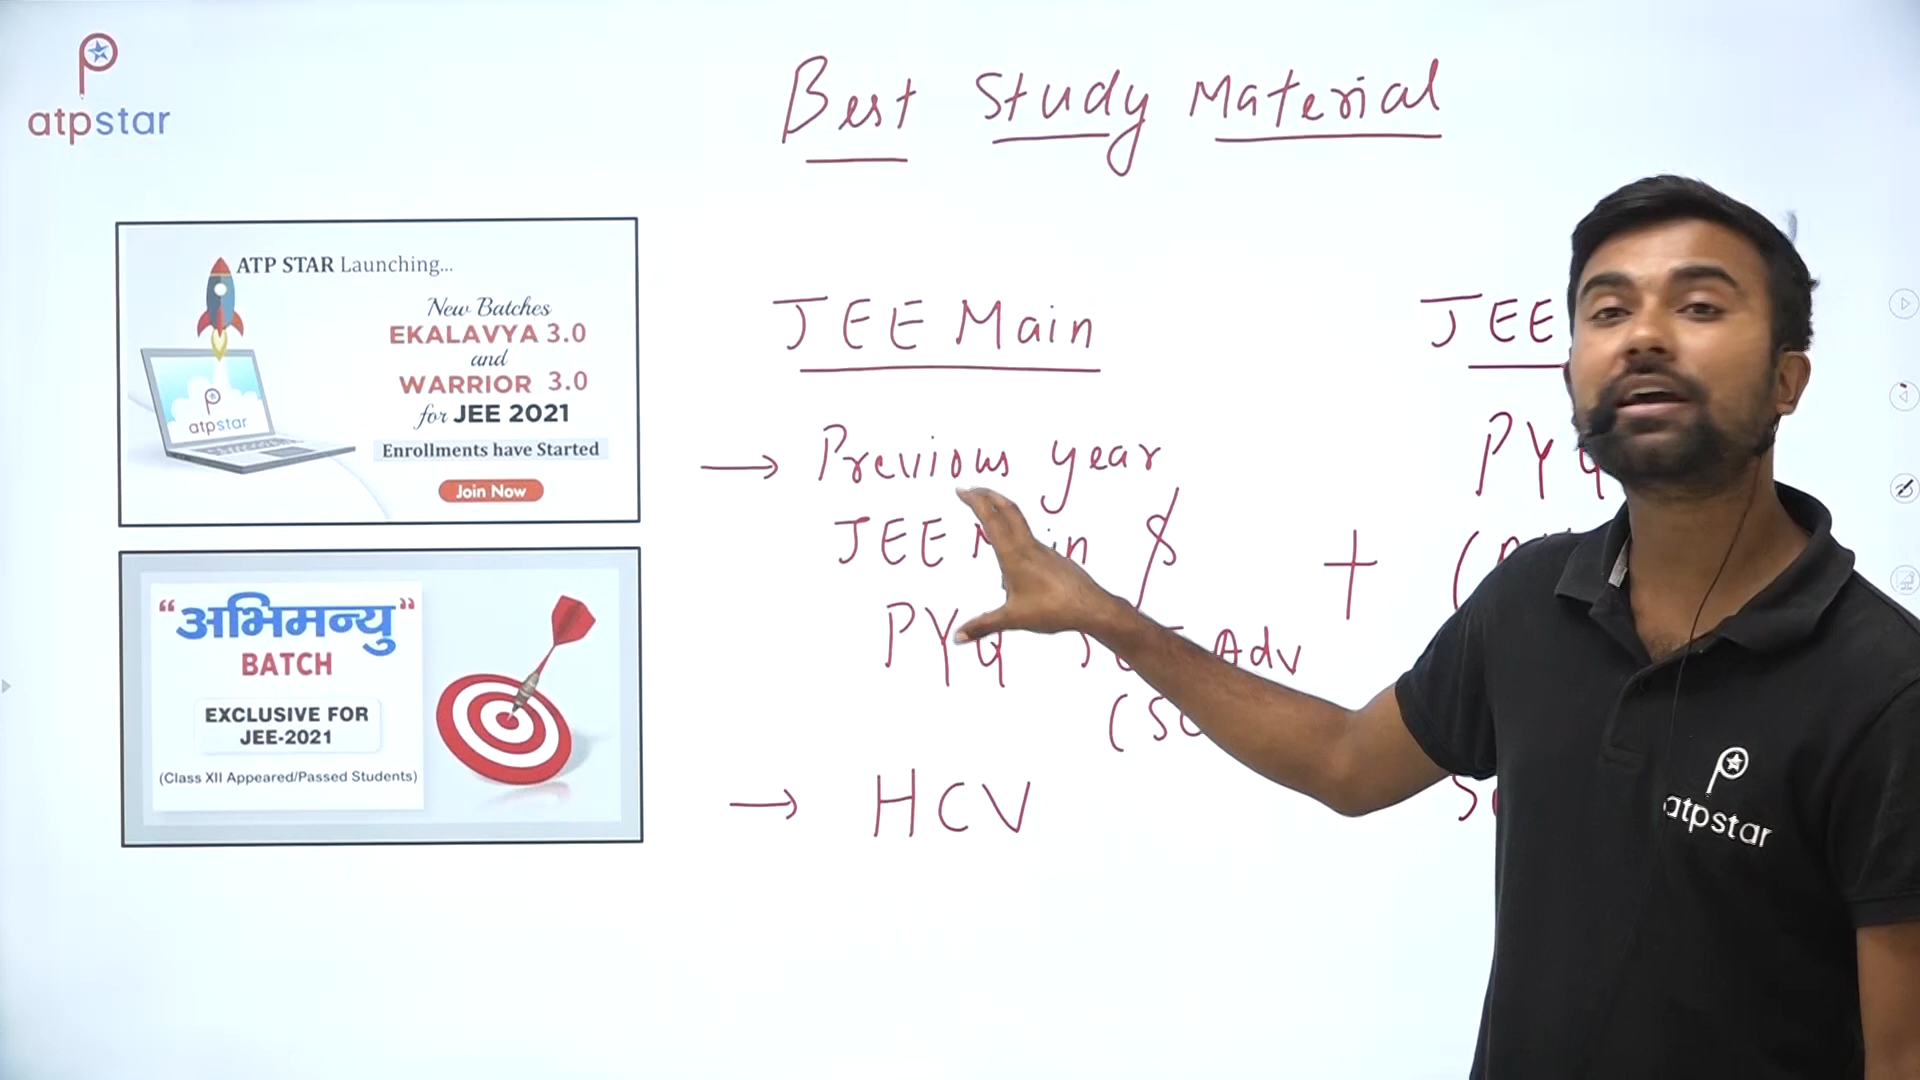 atpstar
Best Study Material
ATP STAR Launching...
New Batches
EKALAVYA 3.0
and
WARRIOR 3.0
for JEE 2021
Enrollments have Started
Join Now
atpstar
"अभिमन्यु"
BATCH
EXCLUSIVE FOR
JEE-2021
(Class XII Appeared/Passed Students)
JEE Main
→ Previous year
JEE Main &
PYQ Adv
→ HCV
+
JEE
PYQ
atpstar